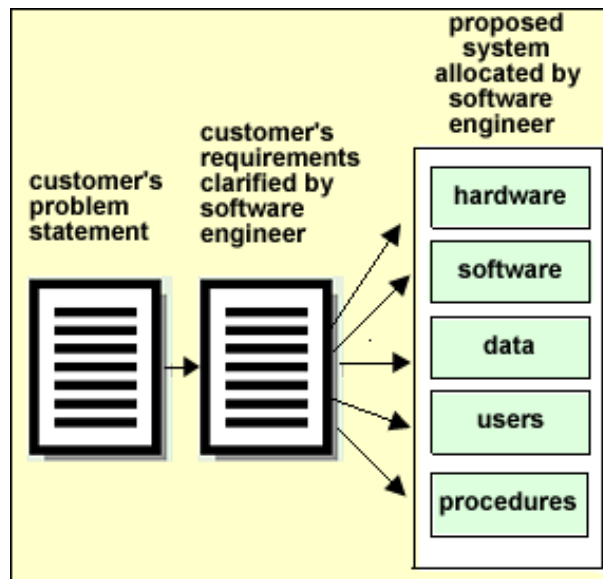 customer's
problem
statement
customer's
requirements
clarified by
software
engineer
proposed
system
allocated by
software
engineer
hardware
software
data
users
procedures